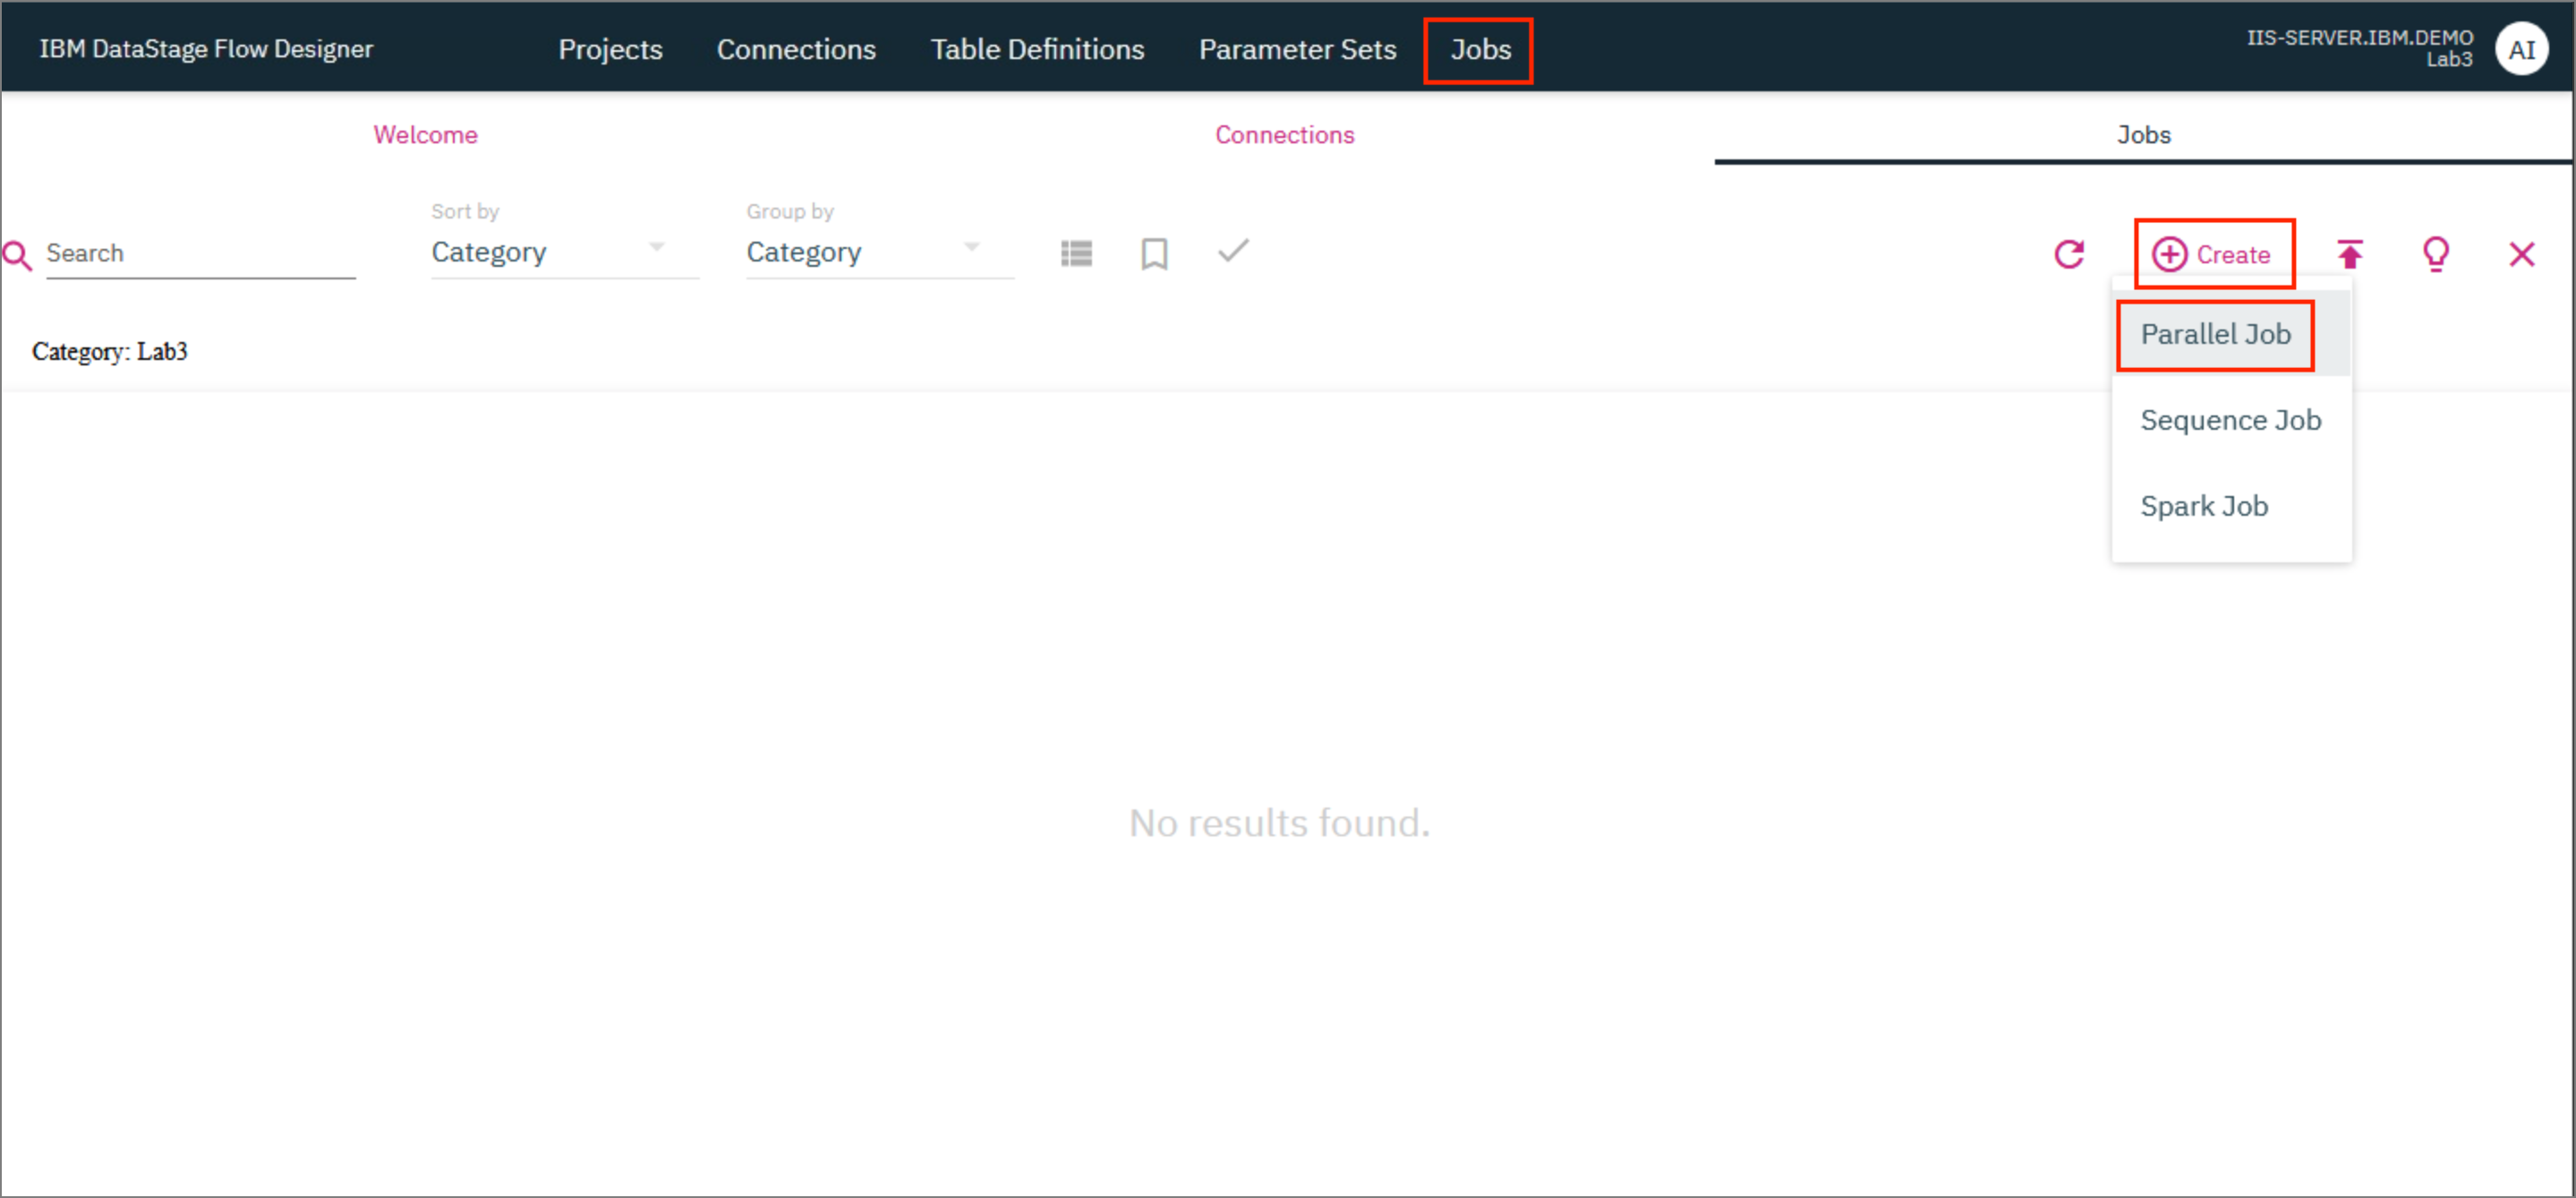 IBM DataStage Flow Designer
Projects
Connections
Table Definitions
Parameter Sets
Jobs
IIS-SERVER.IBM.DEMO
Lab3
AI
Welcome
Connections
Jobs
Search
Sort by
Category
Group by
Category
Create
Parallel Job
Sequence Job
Spark Job
Category: Lab3
No results found.